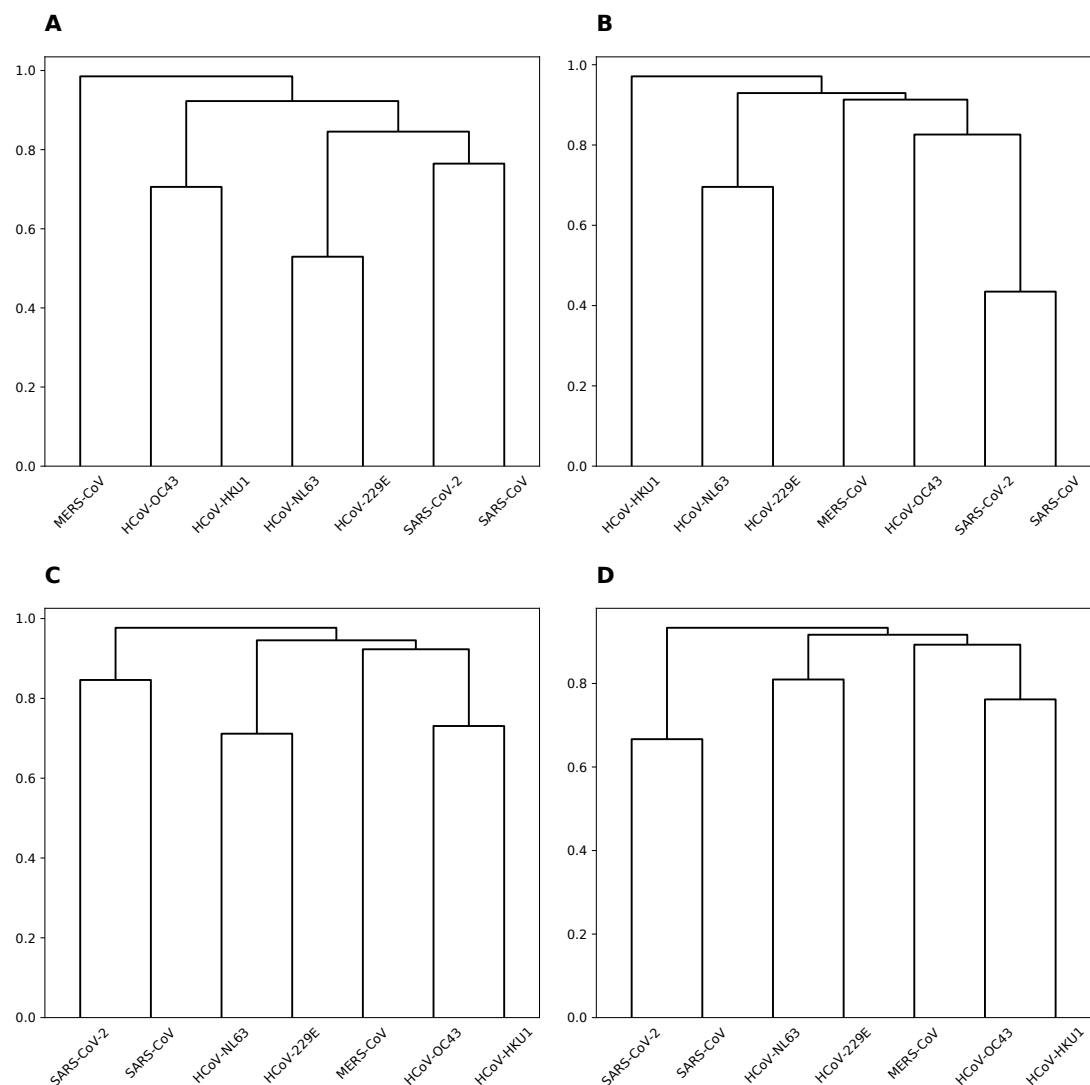 A
1.0
0.8
0.6
0.4
0.2
0.0
MERS-CoV
HCoV-OC43
HCoV-HKU1
HCoV-NL63
HCoV-229E
SARS-CoV-2
SARS-CoV
B
1.0
0.8
0.6
0.4
0.2
0.0
HCoV-HKU1
HCoV-NL63
HCoV-229E
MERS-CoV
HCoV-OC43
SARS-CoV-2
SARS-CoV
C
1.0
0.8
0.6
0.4
0.2
0.0
SARS-CoV-2
SARS-CoV
HCoV-NL63
HCoV-229E
MERS-CoV
HCoV-OC43
HCoV-HKU1
D
0.8
0.6
0.4
0.2
0.0
SARS-CoV-2
SARS-CoV
HCoV-NL63
HCoV-229E
MERS-CoV
HCoV-OC43
HCoV-HKU1